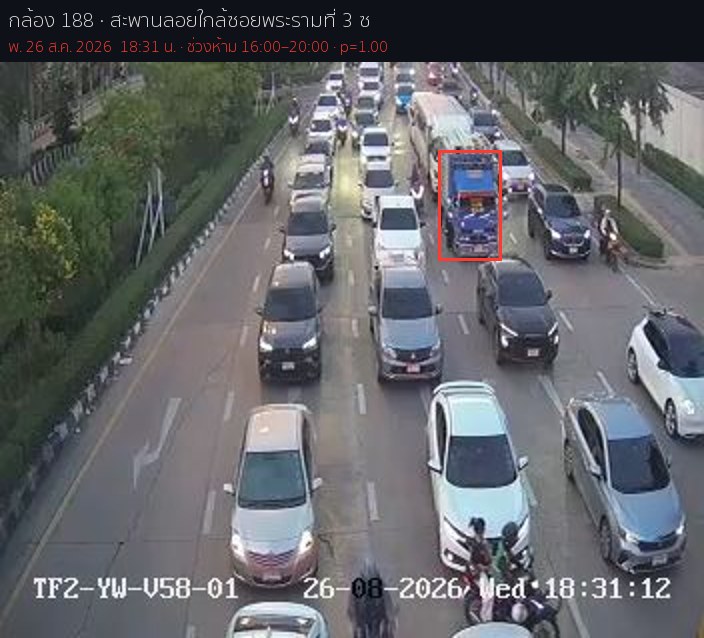 กล้อง 188 · สะพานลอยใกล้ซอยพระรามที่ 3 ซ
พ. 26 ส.ค. 2026 18:31 น. · ช่วงห้าม 16:00–20:00 · p=1.00
TF2-YW-V58-01 26-08-2026 Wed 18:31:12